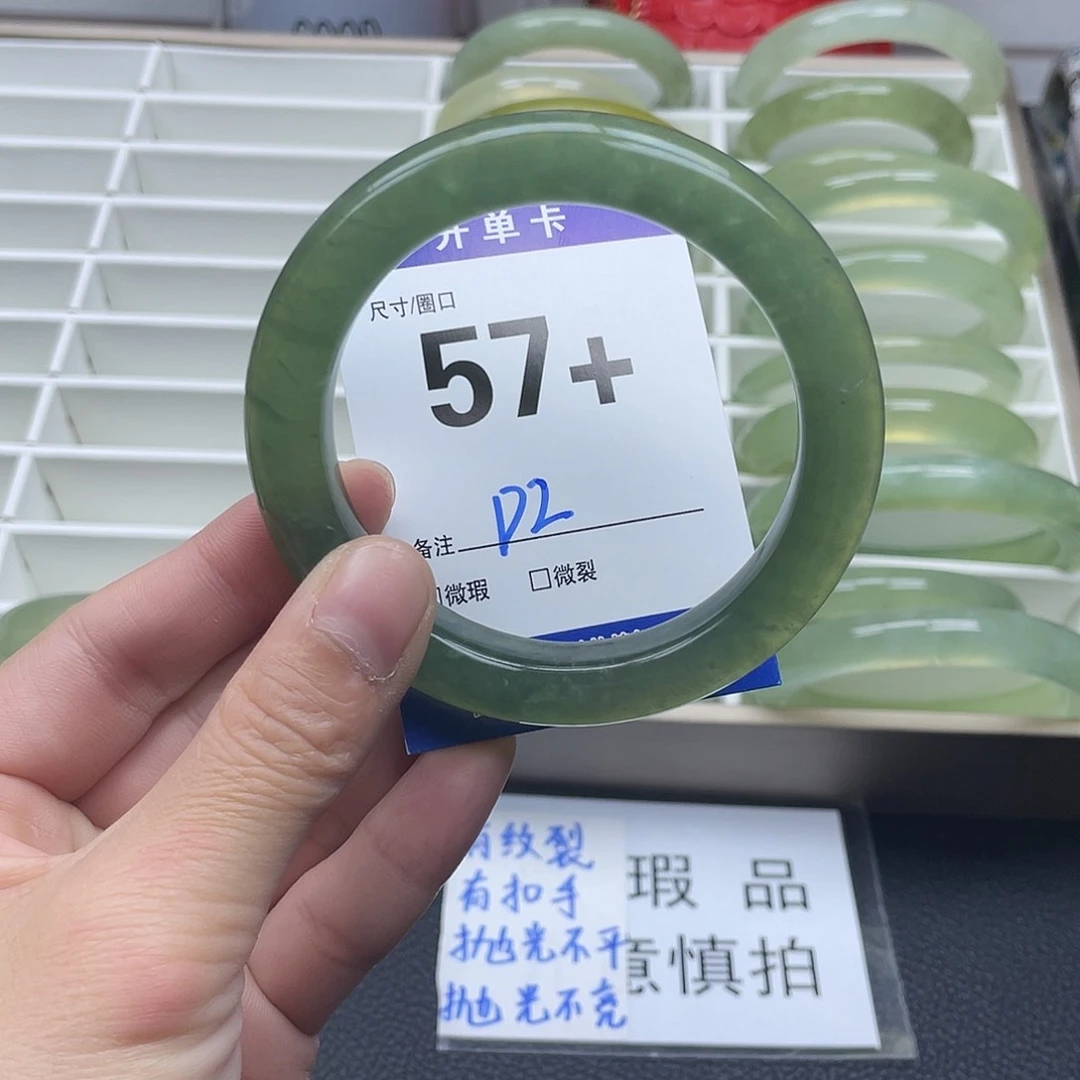 开单卡
尺寸/圈口
57+
备注 D2
微瑕 □微裂
有纹裂
有扣手
抛光不平
抛光不亮
瑕 品
意慎拍